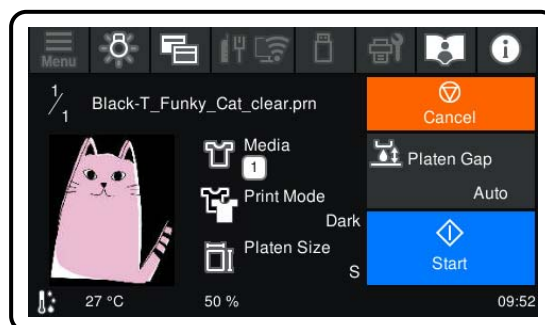 Menu
1/1 Black-T_Funky_Cat_clear.prn
Cancel
Media
1
Print Mode
Dark
Platen Size
S
Platen Gap
Auto
Start
27 °C 50 % 09:52